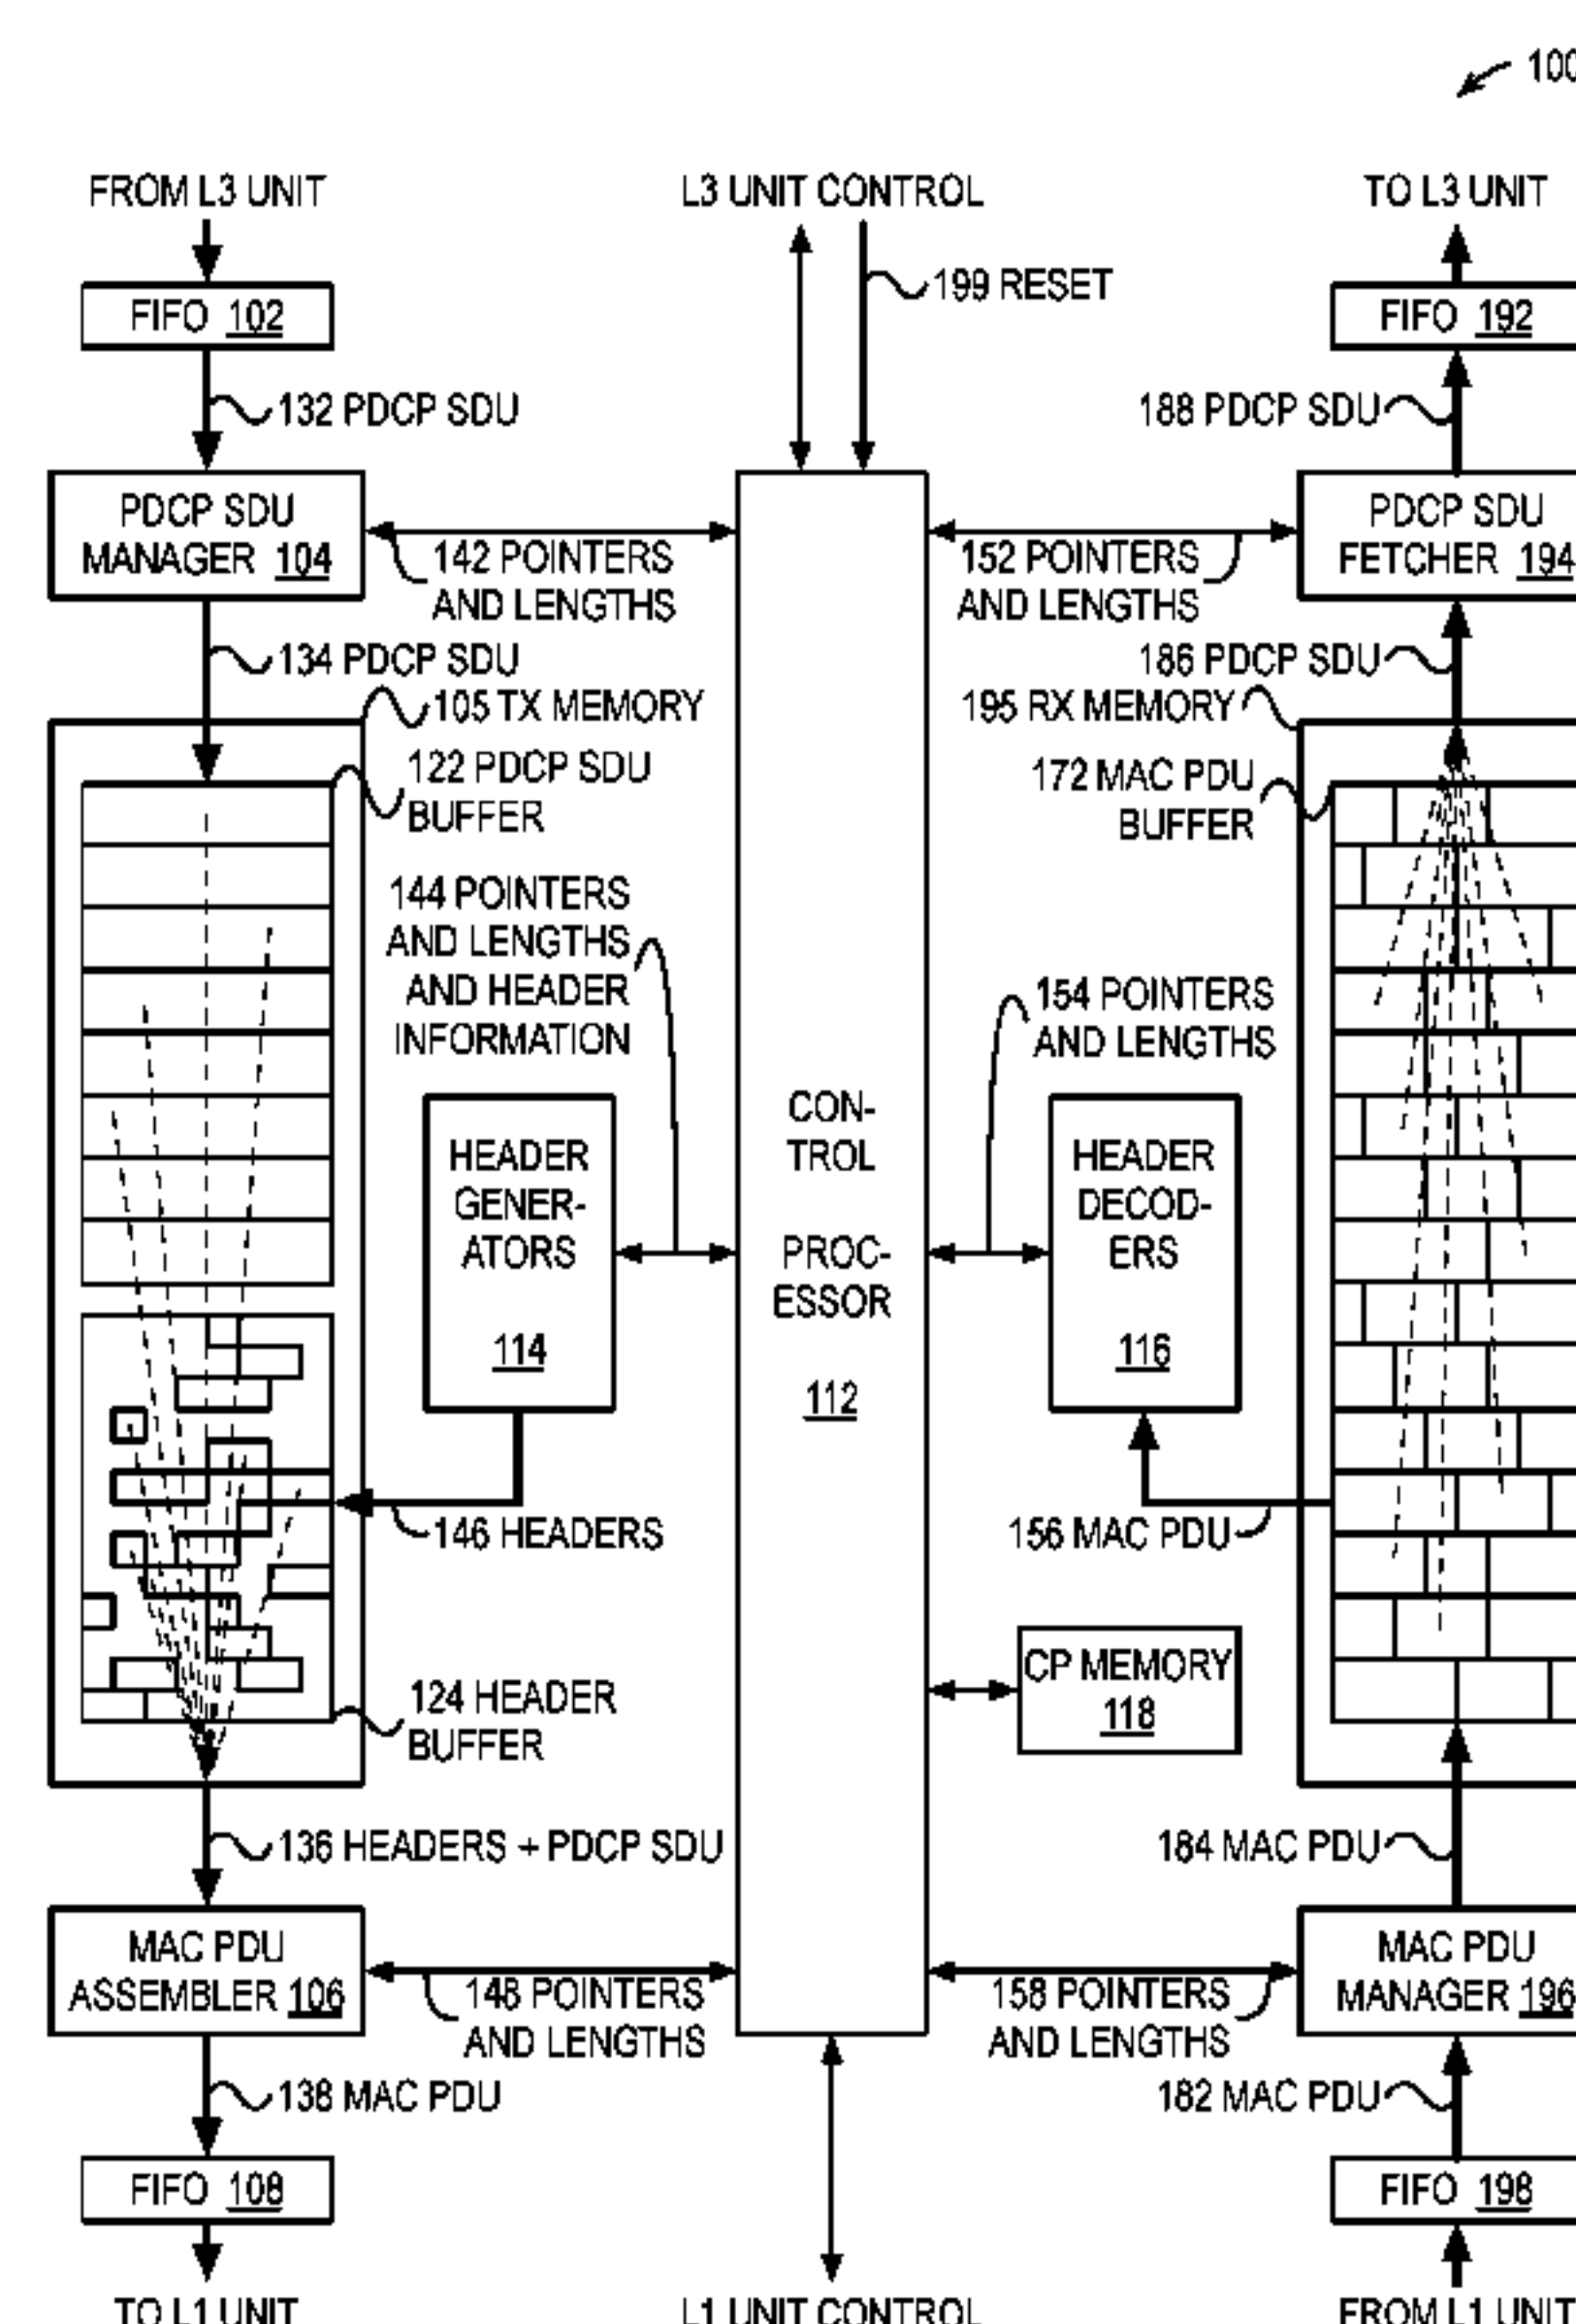 100
FROM L3 UNIT
L3 UNIT CONTROL
TO L3 UNIT
199 RESET
FIFO 102
FIFO 192
132 PDCP SDU
188 PDCP SDU
PDCP SDU
MANAGER 104
142 POINTERS
AND LENGTHS
152 POINTERS
AND LENGTHS
PDCP SDU
FETCHER 194
134 PDCP SDU
186 PDCP SDU
105 TX MEMORY
195 RX MEMORY
122 PDCP SDU
BUFFER
172 MAC PDU
BUFFER
144 POINTERS
AND LENGTHS
AND HEADER
INFORMATION
154 POINTERS
AND LENGTHS
HEADER
GENER-
ATORS
114
CON-
TROL
PROC-
ESSOR
112
HEADER
DECOD-
ERS
116
146 HEADERS
156 MAC PDU
CP MEMORY
118
124 HEADER
BUFFER
136 HEADERS + PDCP SDU
184 MAC PDU
MAC PDU
ASSEMBLER 106
148 POINTERS
AND LENGTHS
158 POINTERS
AND LENGTHS
MAC PDU
MANAGER 196
138 MAC PDU
182 MAC PDU
FIFO 108
FIFO 198
TO L1 UNIT
L1 UNIT CONTROL
FROM L1 UNIT